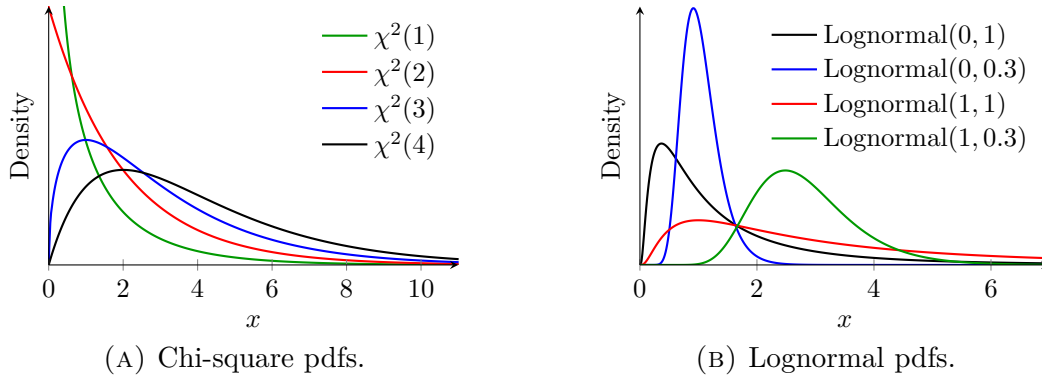 Density
χ²(1)
χ²(2)
χ²(3)
χ²(4)
0 2 4 6 8 10
x
(A) Chi-square pdfs.
Density
Lognormal(0, 1)
Lognormal(0, 0.3)
Lognormal(1, 1)
Lognormal(1, 0.3)
0 2 4 6
x
(B) Lognormal pdfs.